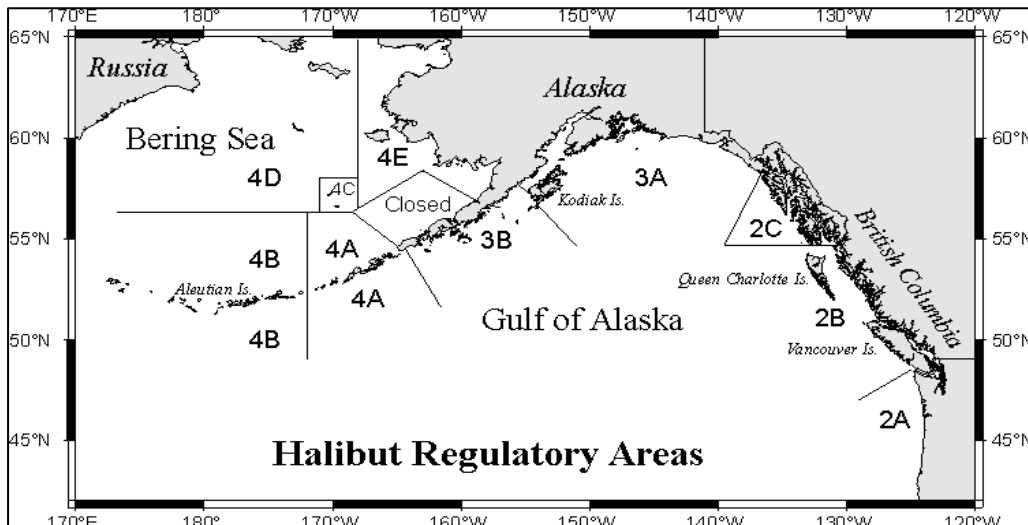 170°E 180° 170°W 160°W 150°W 140°W 130°W 120°W
65°N 65°N
Russia
Alaska
Bering Sea
60°N 60°N
4E
4D
3A
4C
Closed
Kodiak Is.
2C
3B
British Columbia
55°N 55°N
4A
4B
Queen Charlotte Is.
Aleutian Is.
4A
Gulf of Alaska
2B
50°N 50°N
4B
Vancouver Is.
2A
45°N 45°N
Halibut Regulatory Areas
170°E 180° 170°W 160°W 150°W 140°W 130°W 120°W